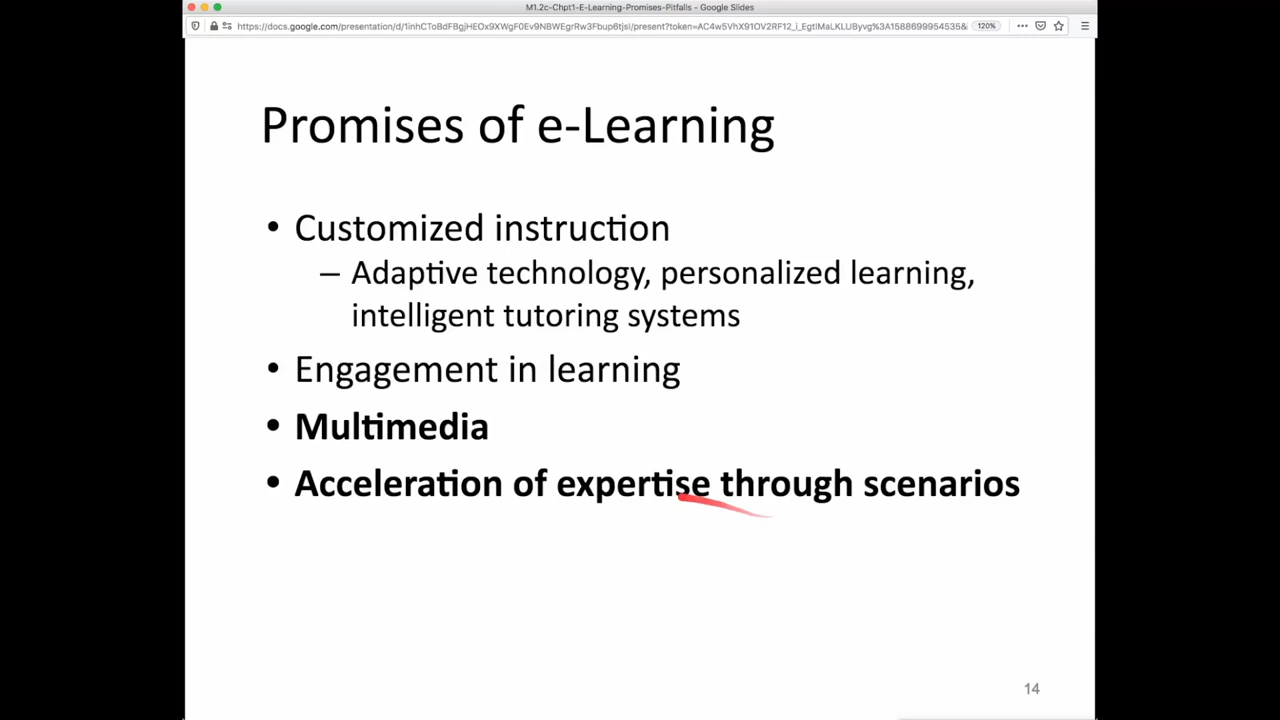 M1.2c-Chpt1-E-Learning-Promises-Pitfalls - Google Slides
120%
Promises of e-Learning
• Customized instruction
– Adaptive technology, personalized learning,
intelligent tutoring systems
• Engagement in learning
• Multimedia
• Acceleration of expertise through scenarios
14